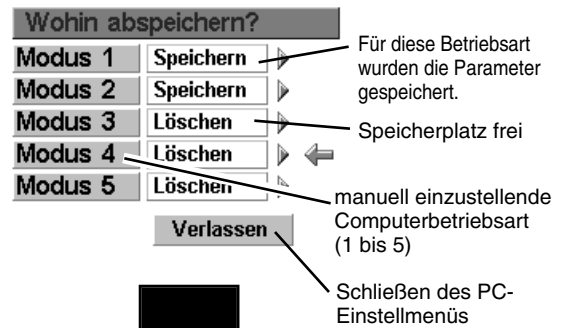 Wohin abspeichern?
Modus 1 Speichern
Modus 2 Speichern
Modus 3 Löschen
Modus 4 Löschen
Modus 5 Löschen
Verlassen
Für diese Betriebsart
wurden die Parameter
gespeichert.
Speicherplatz frei
manuell einzustellende
Computerbetriebsart
(1 bis 5)
Schließen des PC-
Einstellmenüs